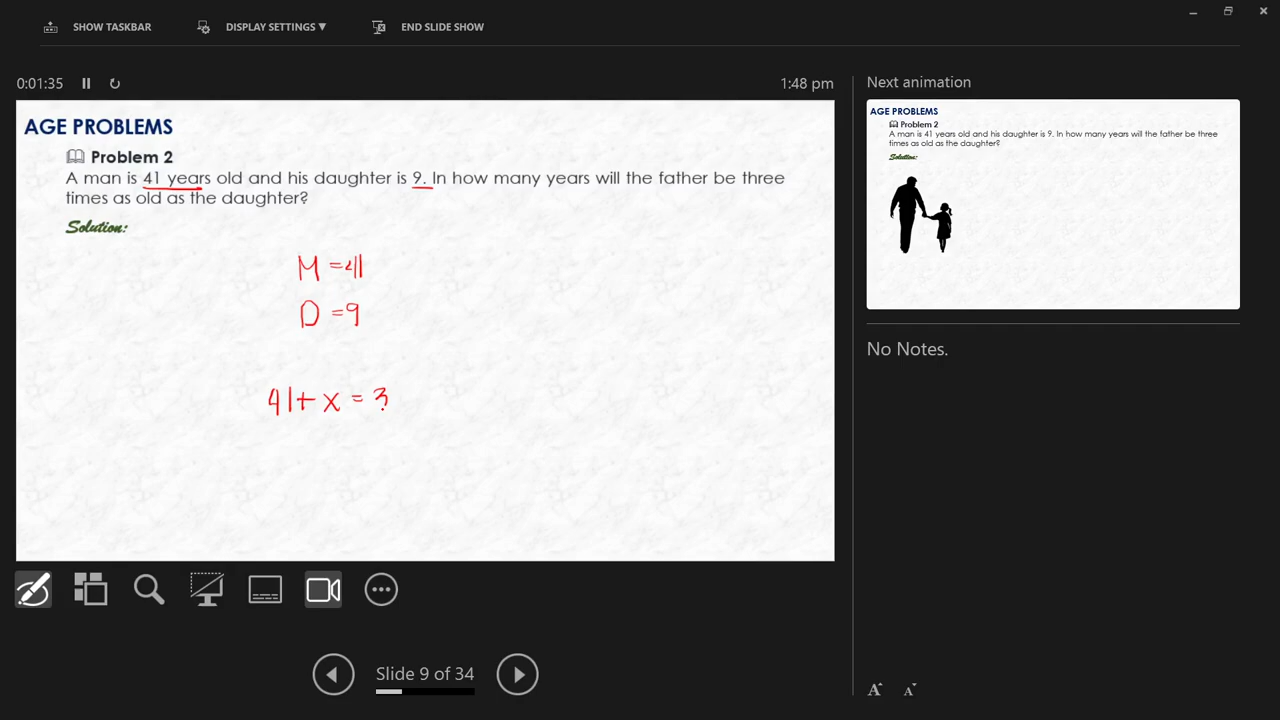 SHOW TASKBAR
DISPLAY SETTINGS ▼
END SLIDE SHOW
0:01:35
1:48 pm
AGE PROBLEMS
Problem 2
A man is 41 years old and his daughter is 9. In how many years will the father be three
times as old as the daughter?
Solution:
M = 41
D = 9
41 + x = 3
Slide 9 of 34
Next animation
AGE PROBLEMS
Problem 2
A man is 41 years old and his daughter is 9. In how many years will the father be three
times as old as the daughter?
Solution:
No Notes.
A A